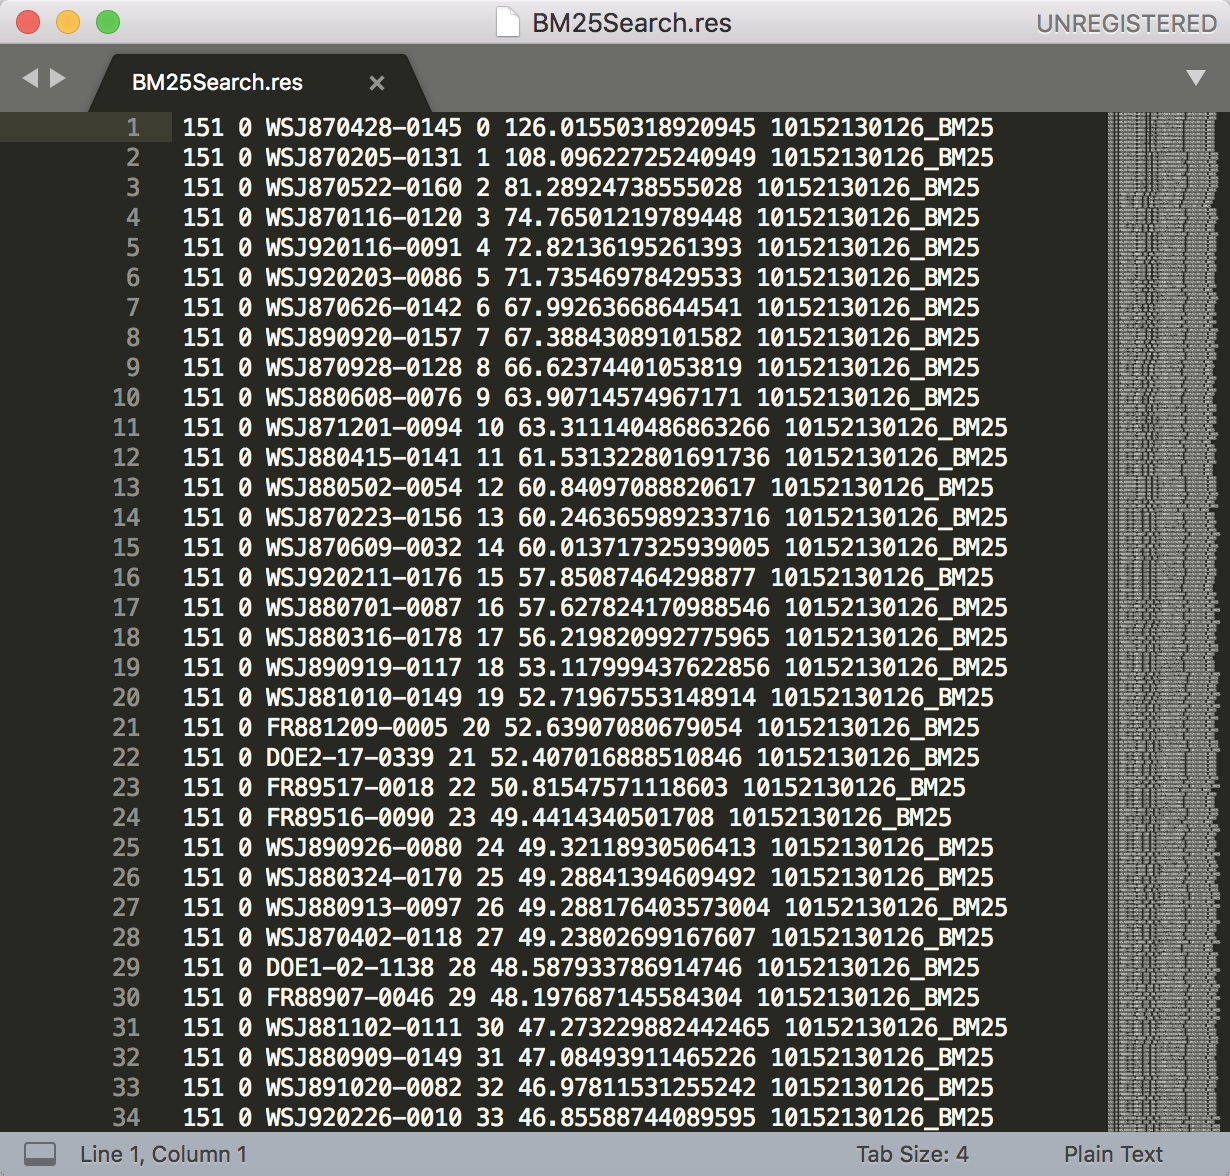 BM25Search.res
UNREGISTERED
BM25Search.res
1 151 0 WSJ870428-0145 0 126.01550318920945 10152130126_BM25
2 151 0 WSJ870205-0131 1 108.09622725240949 10152130126_BM25
3 151 0 WSJ870522-0160 2 81.28924738555028 10152130126_BM25
4 151 0 WSJ870116-0120 3 74.76501219789448 10152130126_BM25
5 151 0 WSJ920116-0091 4 72.82136195261393 10152130126_BM25
6 151 0 WSJ920203-0086 5 71.73546978429533 10152130126_BM25
7 151 0 WSJ870626-0142 6 67.99263668644541 10152130126_BM25
8 151 0 WSJ890920-0157 7 67.38843089101582 10152130126_BM25
9 151 0 WSJ870928-0128 8 66.62374401053819 10152130126_BM25
10 151 0 WSJ880608-0076 9 63.90714574967171 10152130126_BM25
11 151 0 WSJ871201-0094 10 63.311140486863266 10152130126_BM25
12 151 0 WSJ880415-0141 11 61.531322801691736 10152130126_BM25
13 151 0 WSJ880502-0054 12 60.84097088820617 10152130126_BM25
14 151 0 WSJ870223-0156 13 60.246365989233716 10152130126_BM25
15 151 0 WSJ870609-0032 14 60.013717325939005 10152130126_BM25
16 151 0 WSJ920211-0176 15 57.85087464298877 10152130126_BM25
17 151 0 WSJ880701-0087 16 57.627824170988546 10152130126_BM25
18 151 0 WSJ880316-0178 17 56.219820992775965 10152130126_BM25
19 151 0 WSJ890919-0117 18 53.117999437622856 10152130126_BM25
20 151 0 WSJ881010-0149 19 52.71967553148914 10152130126_BM25
21 151 0 FR881209-0005 20 52.63907080679054 10152130126_BM25
22 151 0 DOE2-17-0339 21 52.407016888510846 10152130126_BM25
23 151 0 FR89517-0018 22 50.81547571118603 10152130126_BM25
24 151 0 FR89516-0090 23 49.4414340501708 10152130126_BM25
25 151 0 WSJ890926-0080 24 49.32118930506413 10152130126_BM25
26 151 0 WSJ880324-0170 25 49.28841394609492 10152130126_BM25
27 151 0 WSJ880913-0097 26 49.288176403573004 10152130126_BM25
28 151 0 WSJ870402-0118 27 49.23802699167607 10152130126_BM25
29 151 0 DOE1-02-1138 28 48.587933786914746 10152130126_BM25
30 151 0 FR88907-0046 29 48.197687145584304 10152130126_BM25
31 151 0 WSJ881102-0111 30 47.273229882442465 10152130126_BM25
32 151 0 WSJ880909-0149 31 47.08493911465226 10152130126_BM25
33 151 0 WSJ891020-0082 32 46.97811531255242 10152130126_BM25
34 151 0 WSJ920226-0010 33 46.85588744089595 10152130126_BM25
Line 1, Column 1
Tab Size: 4
Plain Text